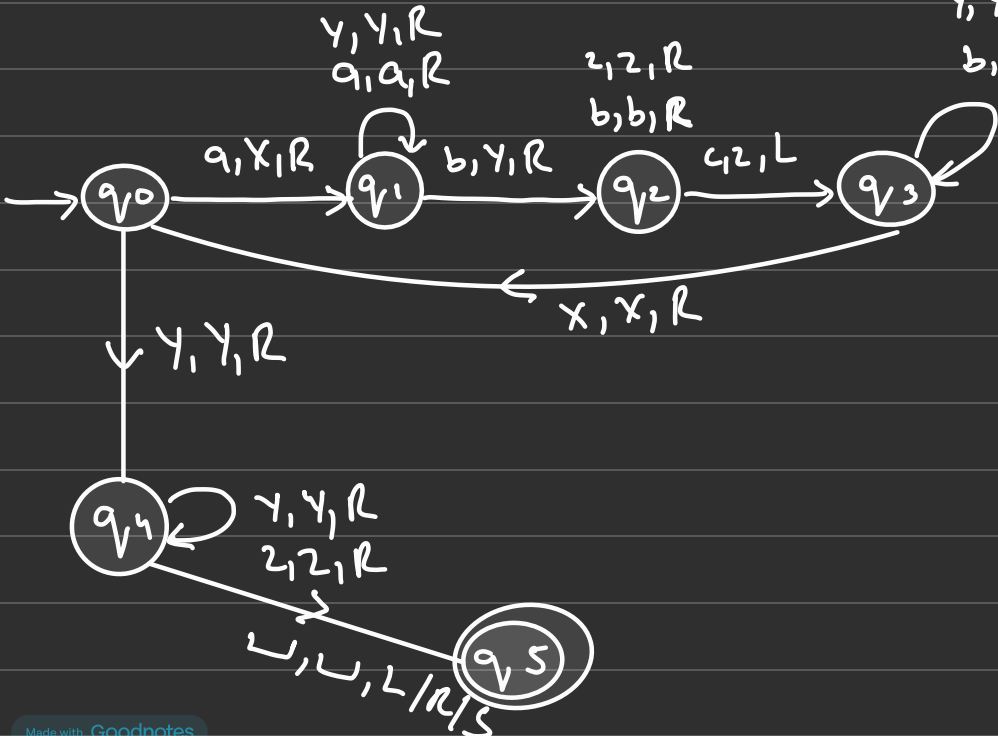 y, y, R
a, a, R
z, z, R
b, b, R
b,
a, X, R
b, y, R
c, z, L
q0
q1
q2
q3
X, X, R
Y, Y, R
q4
Y, Y, R
z, z, R
⊔, ⊔, L/R/S
q5
Made with Goodnotes